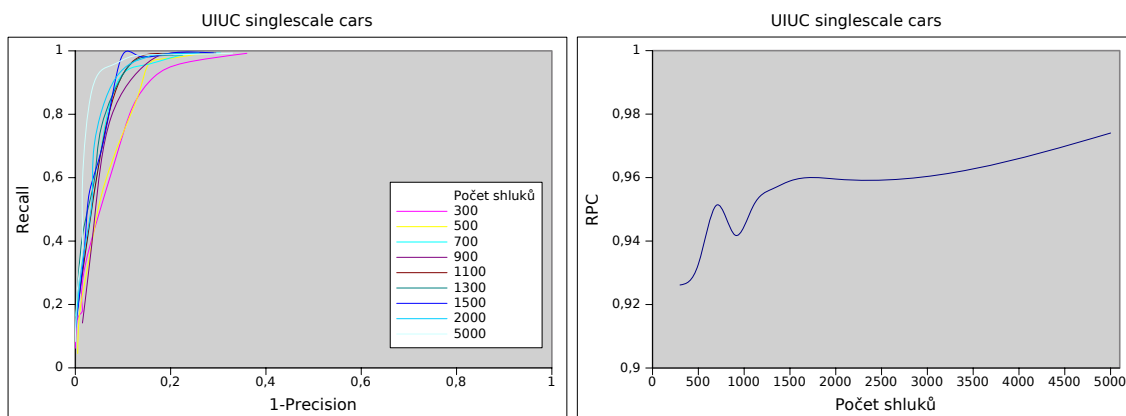 UIUC singlescale cars
1
0,8
0,6
0,4
0,2
0
Recall
0 0,2 0,4 0,6 0,8 1
1-Precision
Počet shluků
300
500
700
900
1100
1300
1500
2000
5000
UIUC singlescale cars
1
0,98
0,96
0,94
0,92
0,9
RPC
0 500 1000 1500 2000 2500 3000 3500 4000 4500 5000
Počet shluků